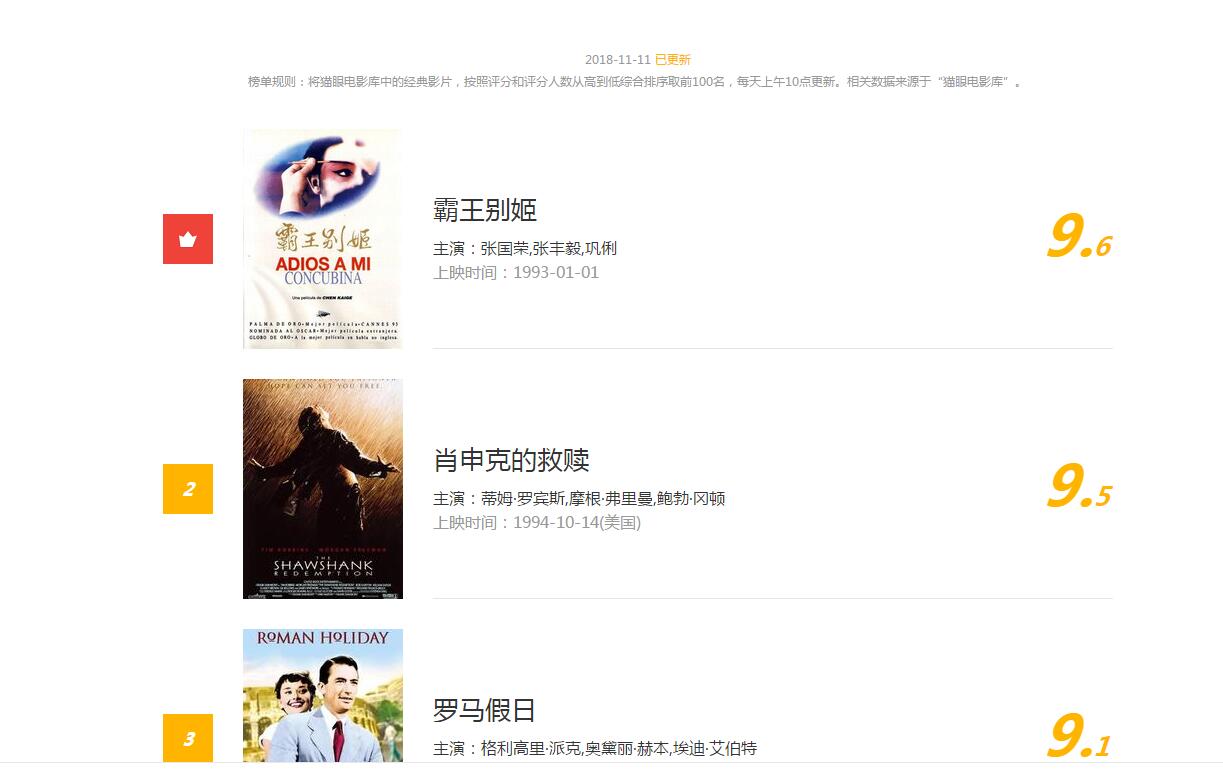 2018-11-11 已更新
榜单规则：将猫眼电影库中的经典影片，按照评分和评分人数从高到低综合排序取前100名，每天上午10点更新。相关数据来源于“猫眼电影库”。
霸王别姬
ADIOS A MI
CONCUBINA
Una película de CHEN KAIGE
PALMA DE ORO•Mejor película•CANNES 93
NOMINADA AL OSCAR•Mejor película extranjera
GLOBO DE ORO•A la mejor película en habla no inglesa.
霸王别姬
主演：张国荣,张丰毅,巩俐
上映时间：1993-01-01
9.6
HOPE CAN SET YOU FREE.
TIM ROBBINS MORGAN FREEMAN
THE
SHAWSHANK
REDEMPTION
2
肖申克的救赎
主演：蒂姆·罗宾斯,摩根·弗里曼,鲍勃·冈顿
上映时间：1994-10-14(美国)
9.5
ROMAN HOLIDAY
3
罗马假日
主演：格利高里·派克,奥黛丽·赫本,埃迪·艾伯特
9.1